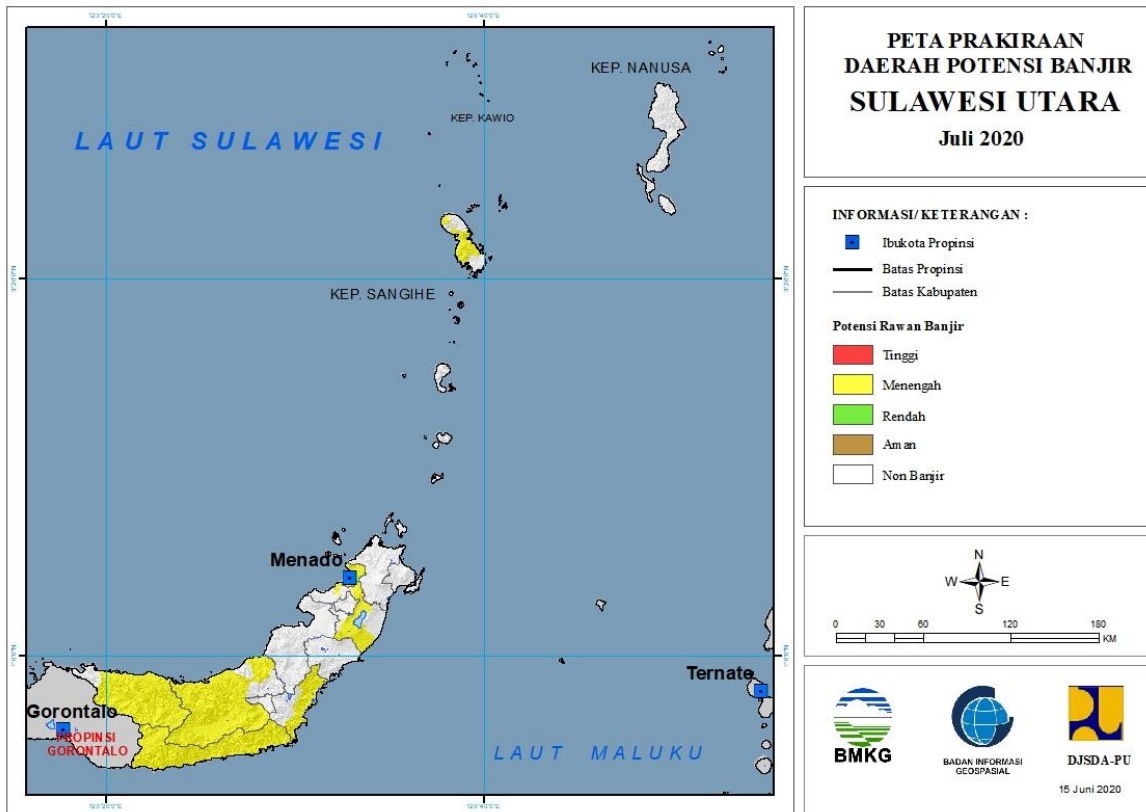 KEP. NANUSA
KEP. KAWIO
LAUT SULAWESI
KEP. SANGIHE
Menado
Ternate
Gorontalo
PROPINSI
GORONTALO
LAUT MALUKU
PETA PRAKIRAAN
DAERAH POTENSI BANJIR
SULAWESI UTARA
Juli 2020
INFORMASI/ KETERANGAN :
Ibukota Propinsi
Batas Propinsi
Batas Kabupaten
Potensi Rawan Banjir
Tinggi
Menengah
Rendah
Aman
Non Banjir
N
W E
S
0 30 60 120 180
KM
BMKG
BADAN INFORMASI
GEOSPASIAL
DJSDA-PU
15 Juni 2020